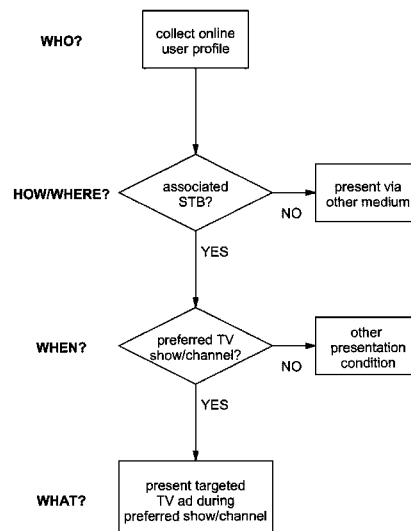 WHO?
collect online
user profile
HOW/WHERE?
associated
STB?
NO
present via
other medium
YES
WHEN?
preferred TV
show/channel?
NO
other
presentation
condition
YES
WHAT?
present targeted
TV ad during
preferred show/channel